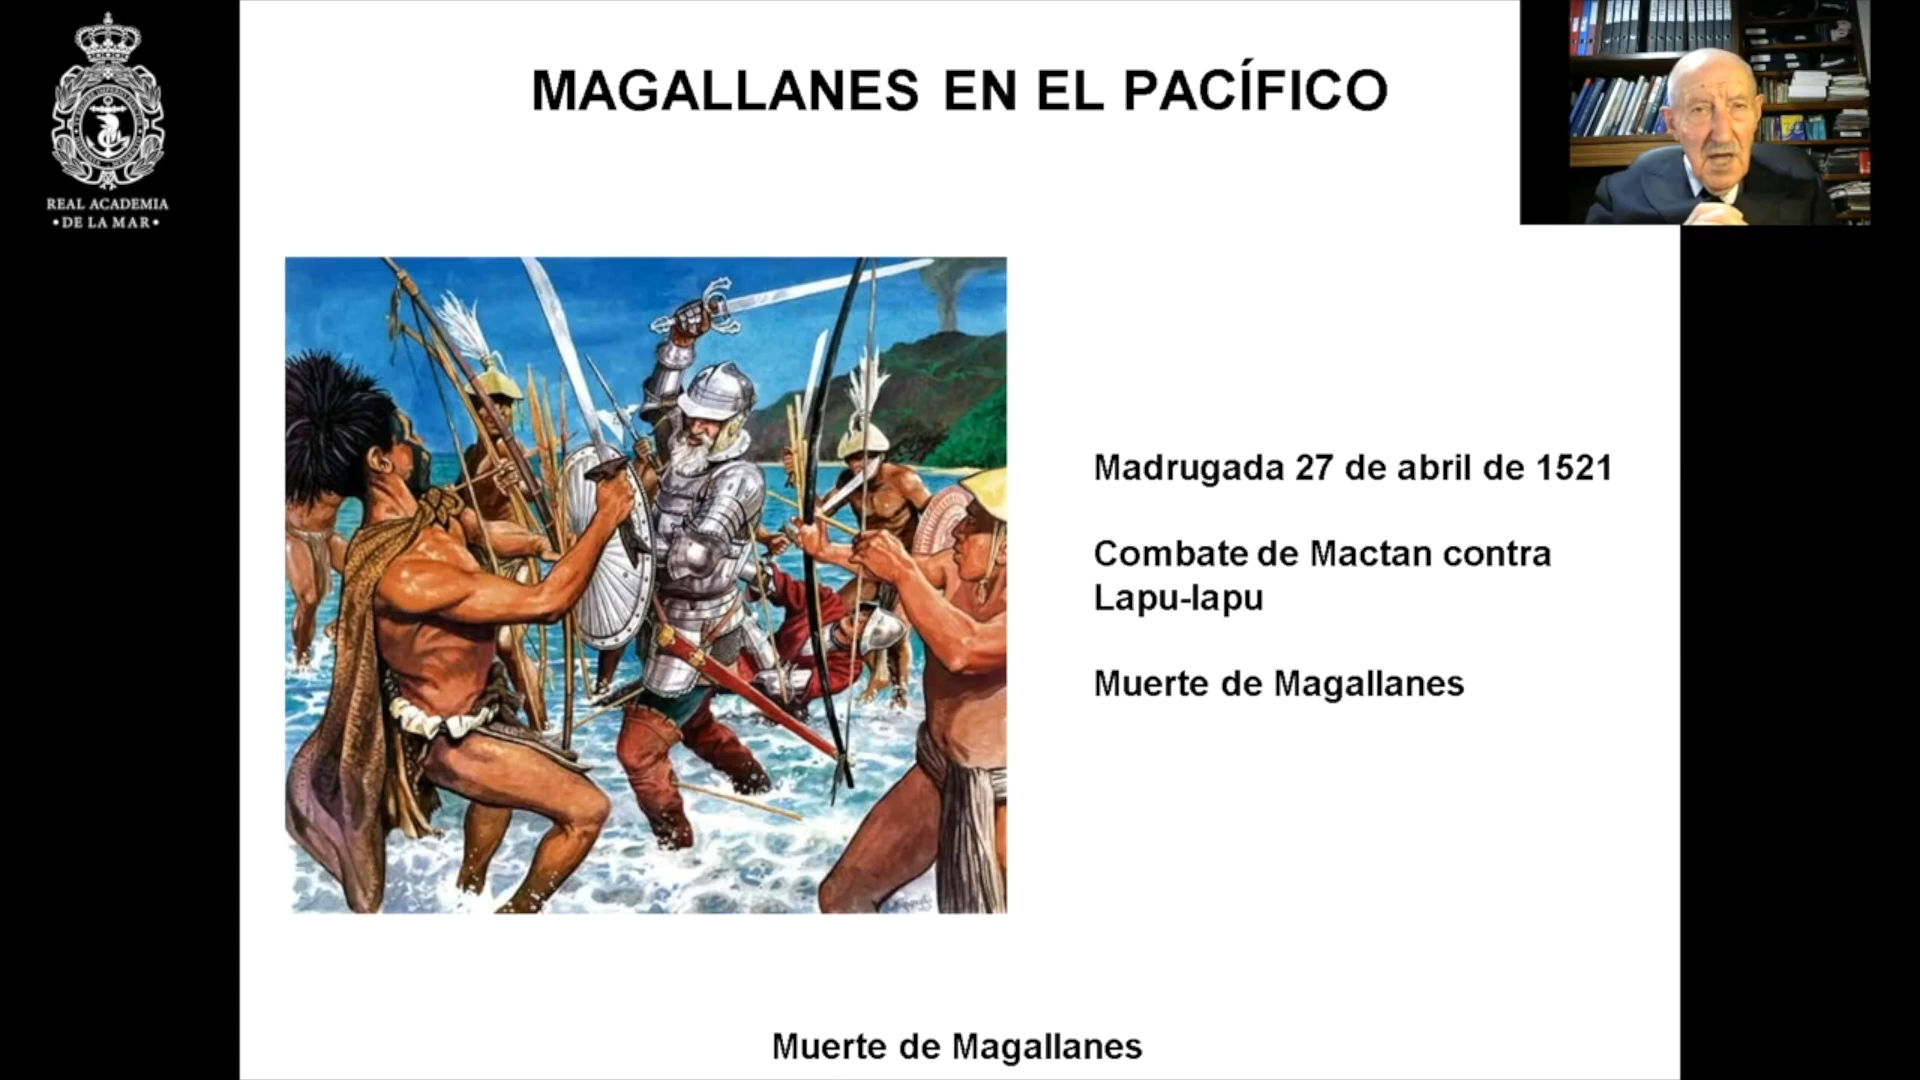 REAL ACADEMIA
• DE LA MAR •
MAGALLANES EN EL PACÍFICO
Madrugada 27 de abril de 1521
Combate de Mactan contra
Lapu-lapu
Muerte de Magallanes
Muerte de Magallanes